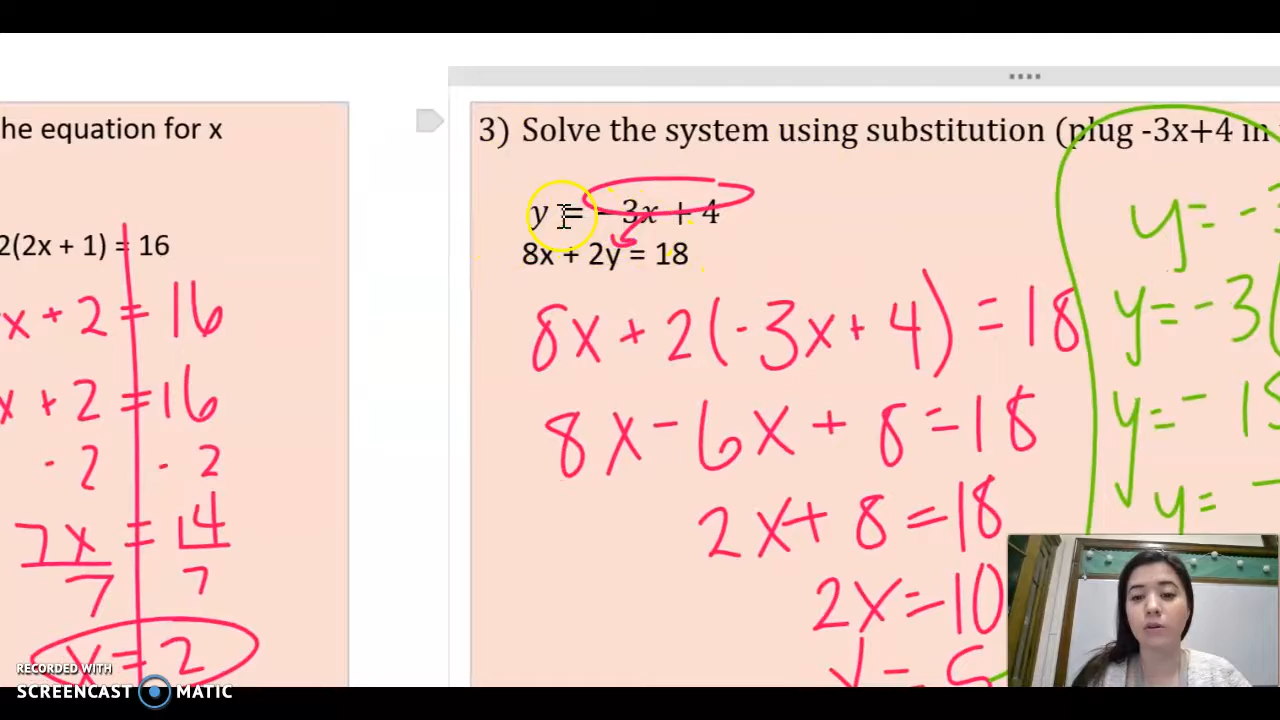 he equation for x
2(2x + 1) = 16
x + 2 = 16
x + 2 = 16
- 2 - 2
7x = 14
7 7
x = 2
3) Solve the system using substitution (plug -3x+4 in
y = − 3x + 4
8x + 2y = 18
8x + 2(-3x + 4) = 18
8x - 6x + 8 = 18
2x + 8 = 18
2x = 10
x = 5
y = -3
y = -3(
y = - 15
y = -
RECORDED WITH
SCREENCAST MATIC